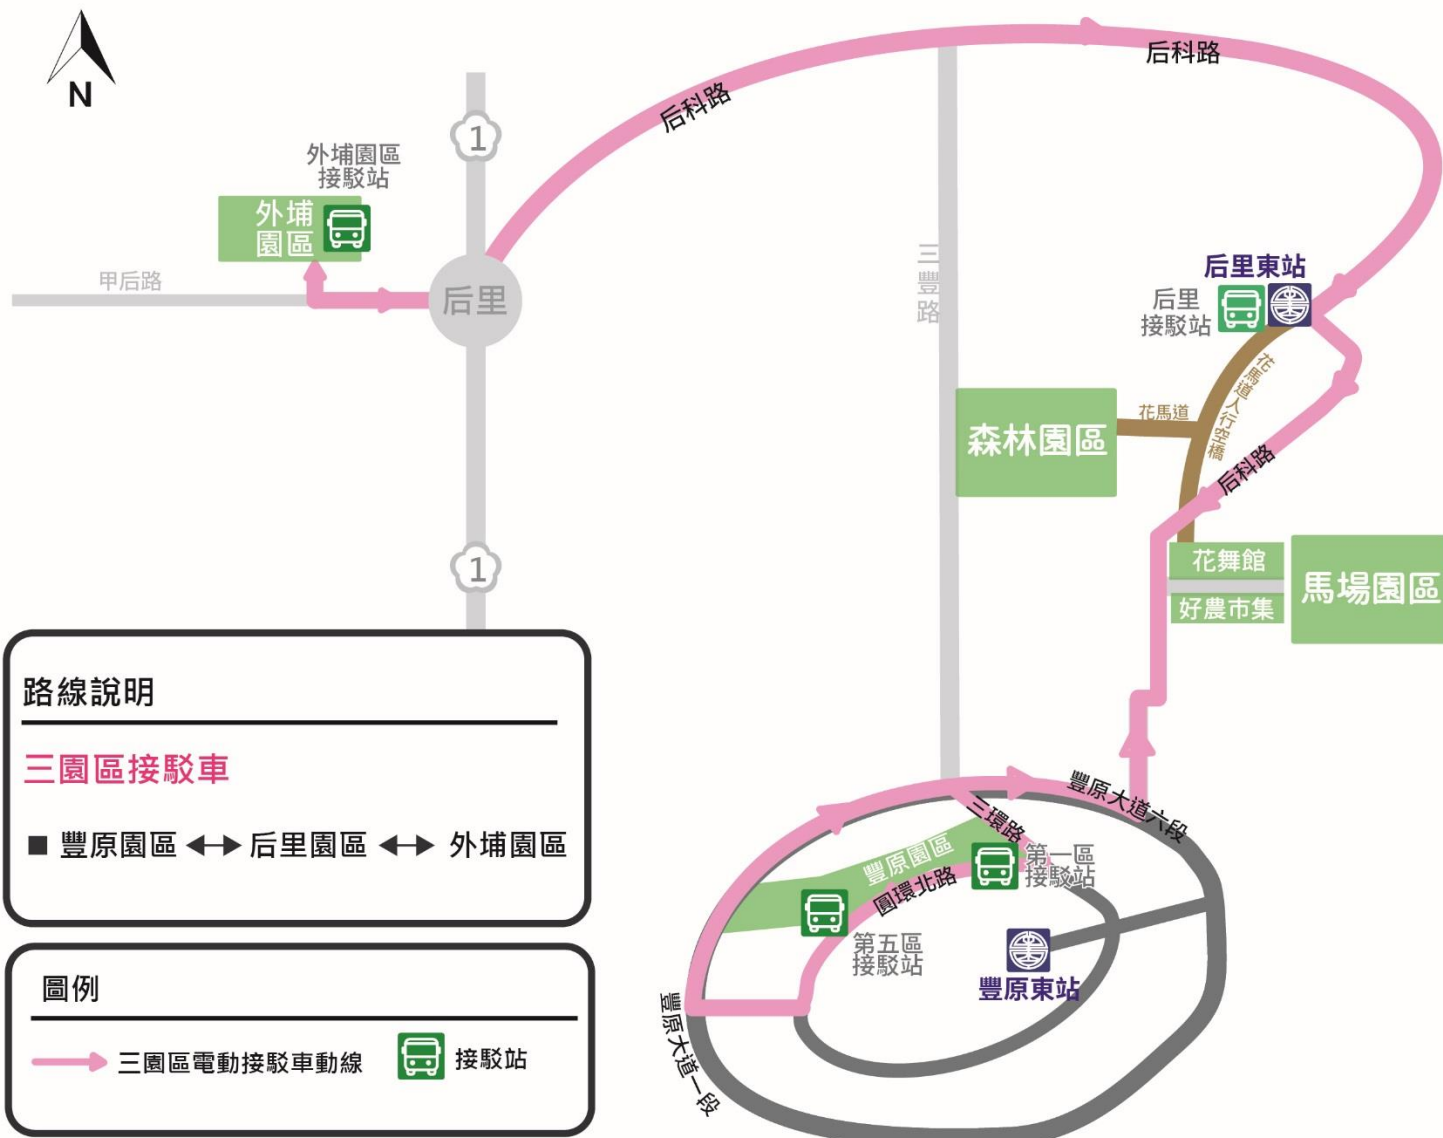 N
后科路
后科路
1
外埔園區
接駁站
外埔
園區
甲后路
后里
三豐路
后里東站
后里
接駁站
花馬道人行空橋
花馬道
森林園區
后科路
1
花舞館
好農市集
馬場園區
路線說明
三園區接駁車
■ 豐原園區 ↔ 后里園區 ↔ 外埔園區
豐原大道六段
三環路
豐原園區
第一區
接駁站
圓環北路
第五區
接駁站
豐原東站
豐原大道一段
圖例
三園區電動接駁車動線
接駁站